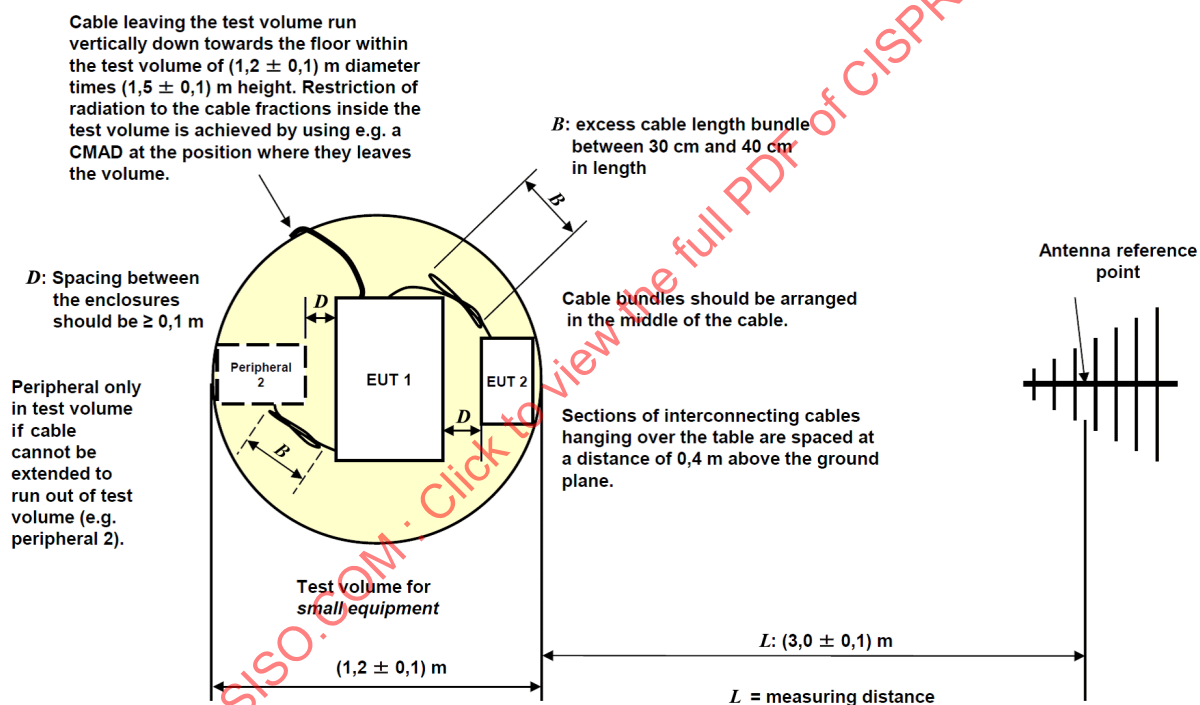 Cable leaving the test volume run
vertically down towards the floor within
the test volume of (1,2 ± 0,1) m diameter
times (1,5 ± 0,1) m height. Restriction of
radiation to the cable fractions inside the
test volume is achieved by using e.g. a
CMAD at the position where they leaves
the volume.
B: excess cable length bundle
between 30 cm and 40 cm
in length
B
Antenna reference
point
D: Spacing between
the enclosures
should be ≥ 0,1 m
D
Cable bundles should be arranged
in the middle of the cable.
Peripheral
2
EUT 1
EUT 2
Peripheral only
in test volume
if cable
cannot be
extended to
run out of test
volume (e.g.
peripheral 2).
D
B
Sections of interconnecting cables
hanging over the table are spaced at
a distance of 0,4 m above the ground
plane.
Test volume for
small equipment
L: (3,0 ± 0,1) m
(1,2 ± 0,1) m
L = measuring distance
SISO.COM : Click to view the full PDF of CISPR